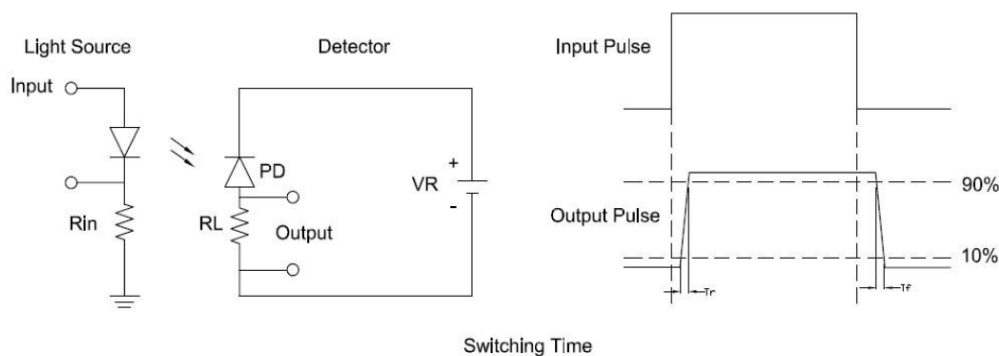 Light Source
Detector
Input
Rin
PD
RL
Output
VR
+
-
Input Pulse
Output Pulse
90%
10%
Tr
Tf
Switching Time